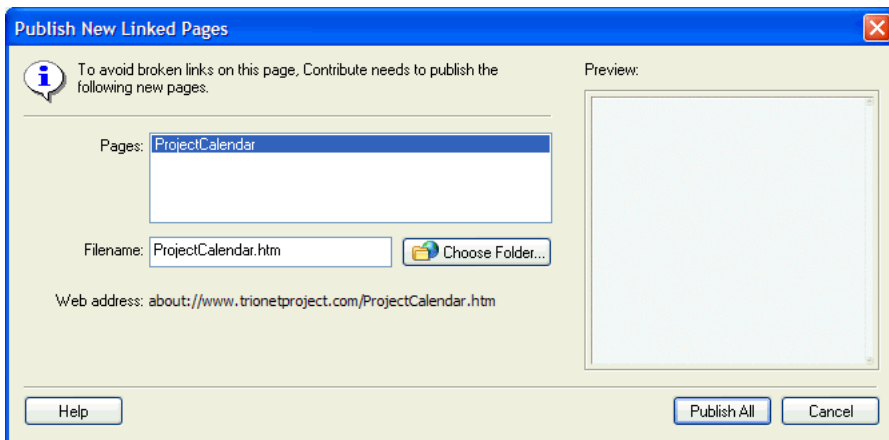 Publish New Linked Pages
To avoid broken links on this page, Contribute needs to publish the
following new pages.
Preview:
Pages: ProjectCalendar
Filename: ProjectCalendar.htm Choose Folder...
Web address: about://www.trionetproject.com/ProjectCalendar.htm
Help Publish All Cancel